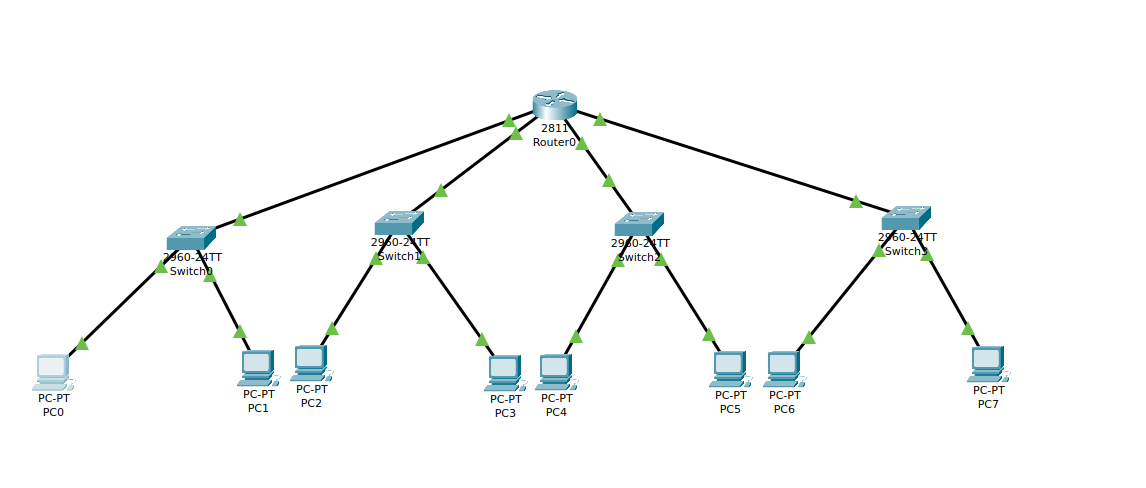 2811
Router0
2960-24TT
Switch0
2960-24TT
Switch1
2960-24TT
Switch2
2960-24TT
Switch3
PC-PT
PC0
PC-PT
PC1
PC-PT
PC2
PC-PT
PC3
PC-PT
PC4
PC-PT
PC5
PC-PT
PC6
PC-PT
PC7